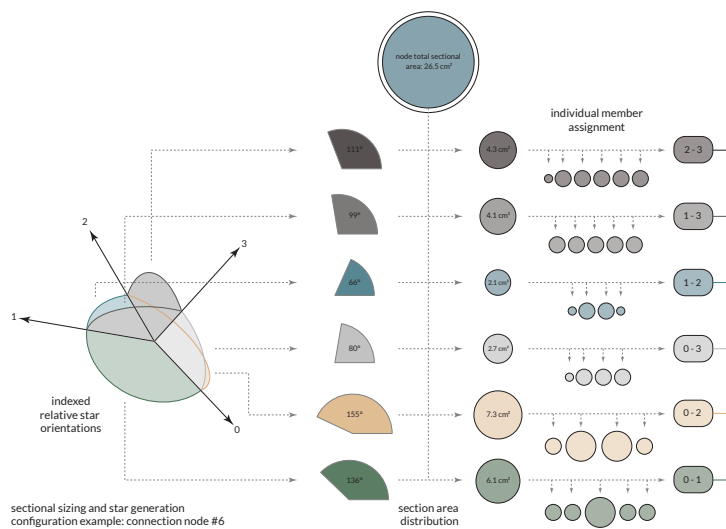 node total sectional
area: 26.5 cm²
individual member
assignment
111°
4.3 cm²
2 - 3
99°
4.1 cm²
1 - 3
2
3
66°
2.1 cm²
1 - 2
1
80°
2.7 cm²
0 - 3
indexed
relative star
orientations
0
155°
7.3 cm²
0 - 2
136°
6.1 cm²
0 - 1
sectional sizing and star generation
configuration example: connection node #6
section area
distribution